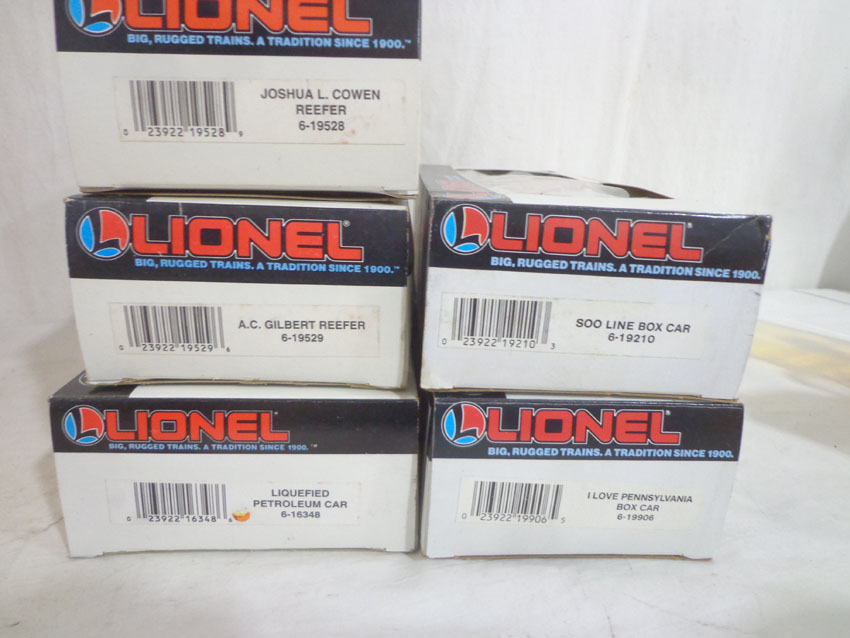 LIONEL
BIG, RUGGED TRAINS. A TRADITION SINCE 1900.™
JOSHUA L. COWEN
REEFER
6-19528
0 23922 19528 9
LIONEL®
BIG, RUGGED TRAINS. A TRADITION SINCE 1900.™
A.C. GILBERT REEFER
6-19529
0 23922 19529 6
LIONEL®
BIG, RUGGED TRAINS. A TRADITION SINCE 1900.
SOO LINE BOX CAR
6-19210
0 23922 19210 3
LIONEL
BIG, RUGGED TRAINS. A TRADITION SINCE 1900.™
LIQUEFIED
PETROLEUM CAR
6-16348
0 23922 16348
LIONEL
BIG, RUGGED TRAINS. A TRADITION SINCE 1900.
I LOVE PENNSYLVANIA
BOX CAR
6-19906
0 23922 19906 5